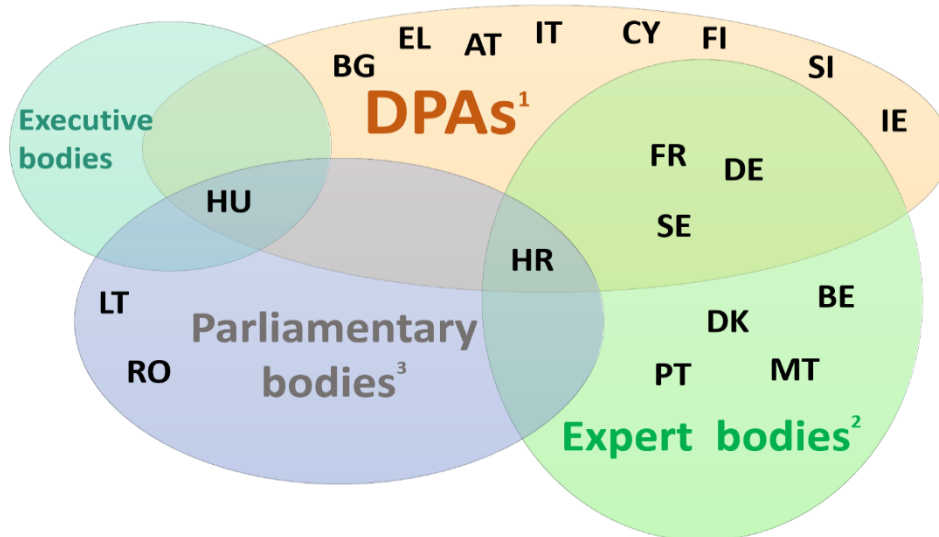 EL
AT
IT
CY
FI
BG
SI
DPAs¹
IE
Executive
bodies
FR
DE
HU
SE
HR
LT
Parliamentary
bodies³
BE
DK
RO
PT
MT
Expert bodies²